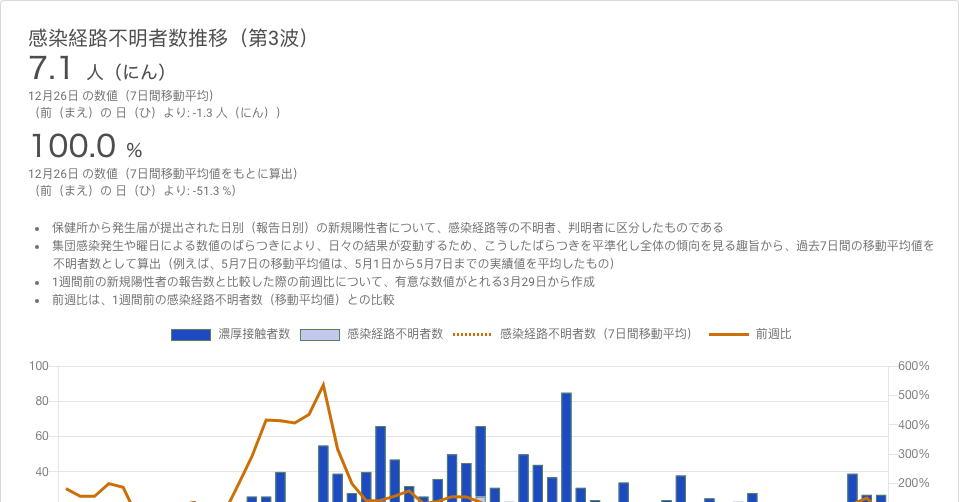 感染経路不明者数推移（第3波）
7.1 人（にん）
12月26日 の数値（7日間移動平均）
（前（まえ）の 日（ひ）より: -1.3 人（にん））
100.0 %
12月26日 の数値（7日間移動平均値をもとに算出）
（前（まえ）の 日（ひ）より: -51.3 %）
• 保健所から発生届が提出された日別（報告日別）の新規陽性者について、感染経路等の不明者、判明者に区分したものである
• 集団感染発生や曜日による数値のばらつきにより、日々の結果が変動するため、こうしたばらつきを平準化し全体の傾向を見る趣旨から、過去7日間の移動平均値を
不明者数として算出（例えば、5月7日の移動平均値は、5月1日から5月7日までの実績値を平均したもの）
• 1週間前の新規陽性者の報告数と比較した際の前週比について、有意な数値がとれる3月29日から作成
• 前週比は、1週間前の感染経路不明者数（移動平均値）との比較
濃厚接触者数 感染経路不明者数 感染経路不明者数（7日間移動平均） 前週比
100 600%
500%
80
400%
60
300%
40
200%